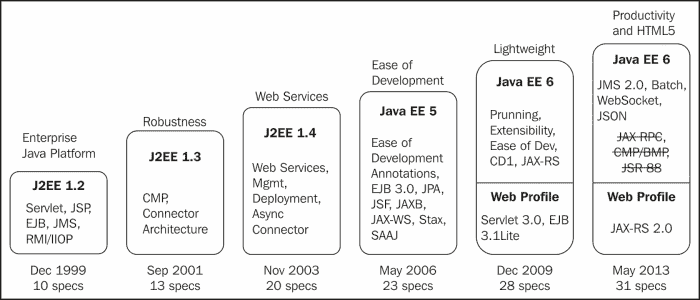 Enterprise
Java Platform
J2EE 1.2
Servlet, JSP,
EJB, JMS,
RMI/IIOP
Dec 1999
10 specs
Robustness
J2EE 1.3
CMP,
Connector
Architecture
Sep 2001
13 specs
Web Services
J2EE 1.4
Web Services,
Mgmt,
Deployment,
Async
Connector
Nov 2003
20 specs
Ease of
Development
Java EE 5
Ease of
Development
Annotations,
EJB 3.0, JPA,
JSF, JAXB,
JAX-WS, Stax,
SAAJ
May 2006
23 specs
Lightweight
Java EE 6
Prunning,
Extensibility,
Ease of Dev,
CD1, JAX-RS
Web Profile
Servlet 3.0, EJB
3.1Lite
Dec 2009
28 specs
Productivity
and HTML5
Java EE 6
JMS 2.0, Batch,
WebSocket,
JSON
JAX RPC,
CMP/BMP,
JSR 88
Web Profile
JAX-RS 2.0
May 2013
31 specs